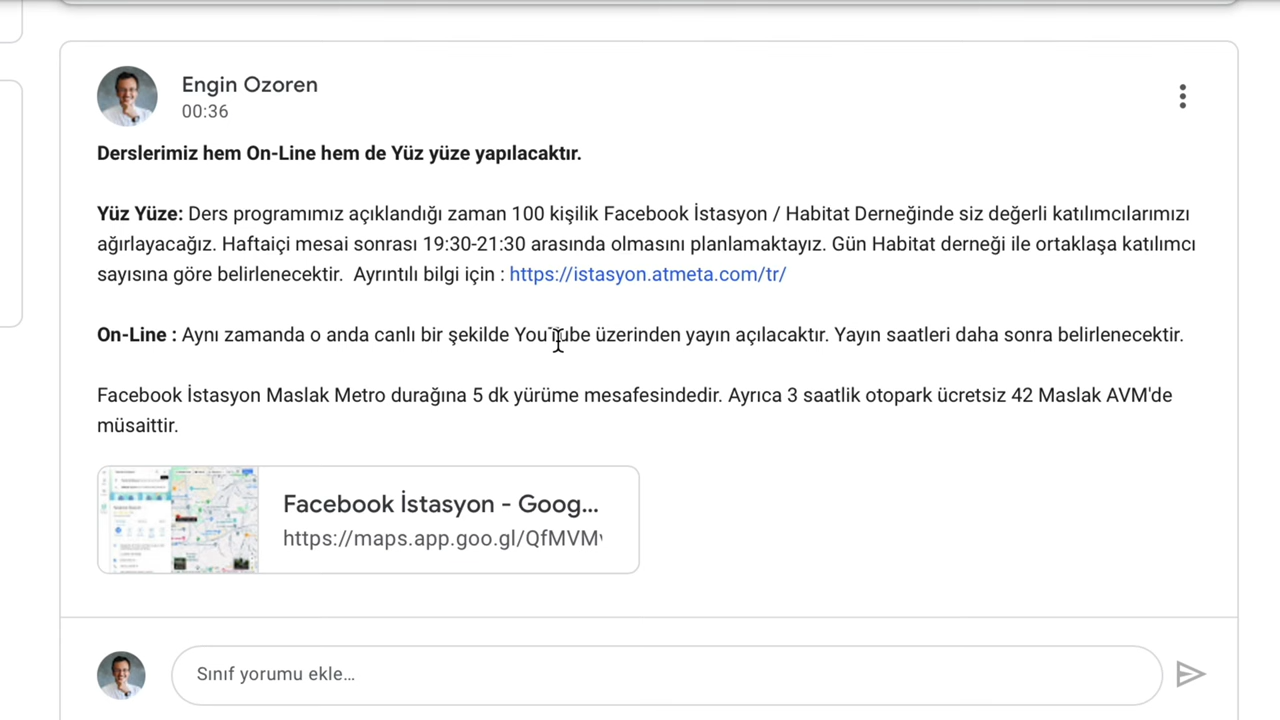 Engin Ozoren
00:36
Derslerimiz hem On-Line hem de Yüz yüze yapılacaktır.
Yüz Yüze: Ders programımız açıklandığı zaman 100 kişilik Facebook İstasyon / Habitat Derneğinde siz değerli katılımcılarımızı
ağırlayacağız. Haftaiçi mesai sonrası 19:30-21:30 arasında olmasını planlamaktayız. Gün Habitat derneği ile ortaklaşa katılımcı
sayısına göre belirlenecektir. Ayrıntılı bilgi için : https://istasyon.atmeta.com/tr/
On-Line : Aynı zamanda o anda canlı bir şekilde YouTube üzerinden yayın açılacaktır. Yayın saatleri daha sonra belirlenecektir.
Facebook İstasyon Maslak Metro durağına 5 dk yürüme mesafesindedir. Ayrıca 3 saatlik otopark ücretsiz 42 Maslak AVM'de
müsaittir.
Facebook İstasyon - Goog...
https://maps.app.goo.gl/QfMVM
Sınıf yorumu ekle...